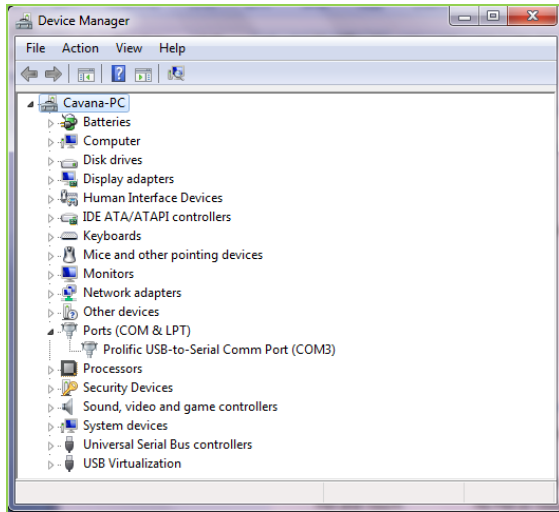 Device Manager
File Action View Help
Cavana-PC
Batteries
Computer
Disk drives
Display adapters
Human Interface Devices
IDE ATA/ATAPI controllers
Keyboards
Mice and other pointing devices
Monitors
Network adapters
Other devices
Ports (COM & LPT)
Prolific USB-to-Serial Comm Port (COM3)
Processors
Security Devices
Sound, video and game controllers
System devices
Universal Serial Bus controllers
USB Virtualization